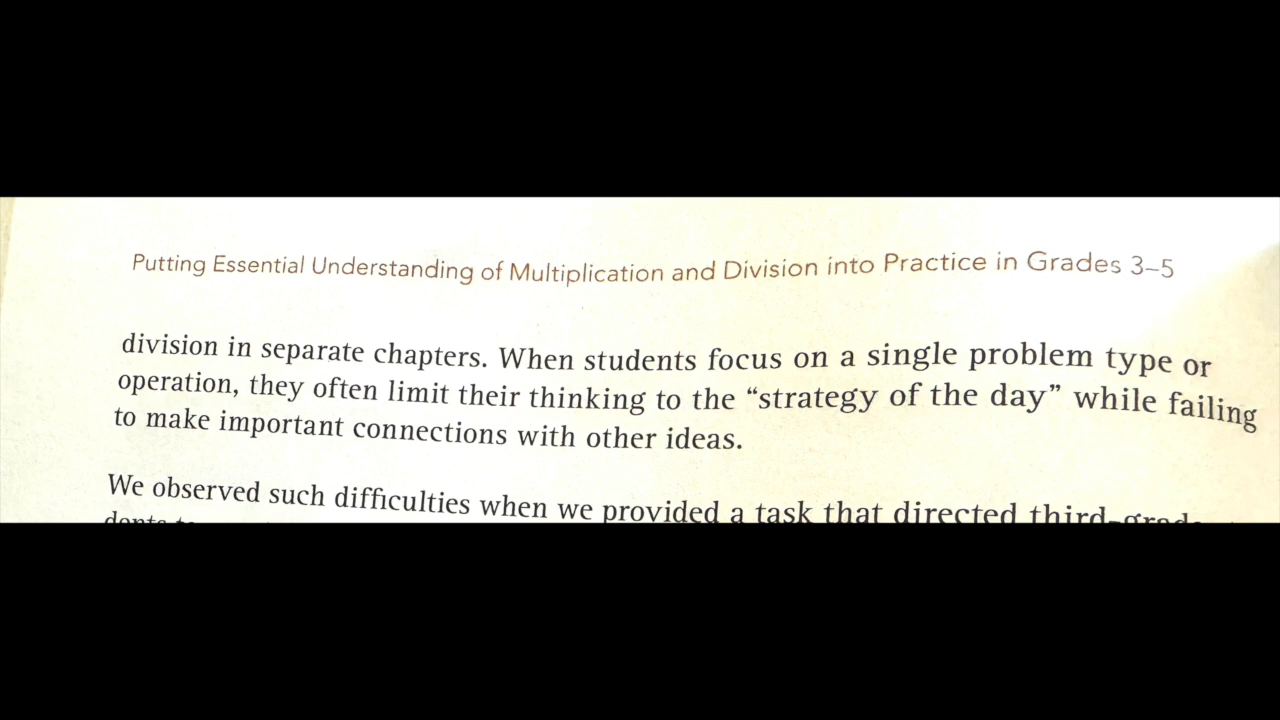 Putting Essential Understanding of Multiplication and Division into Practice in Grades 3–5
division in separate chapters. When students focus on a single problem type or
operation, they often limit their thinking to the “strategy of the day” while failing
to make important connections with other ideas.
We observed such difficulties when we provided a task that directed third-grade